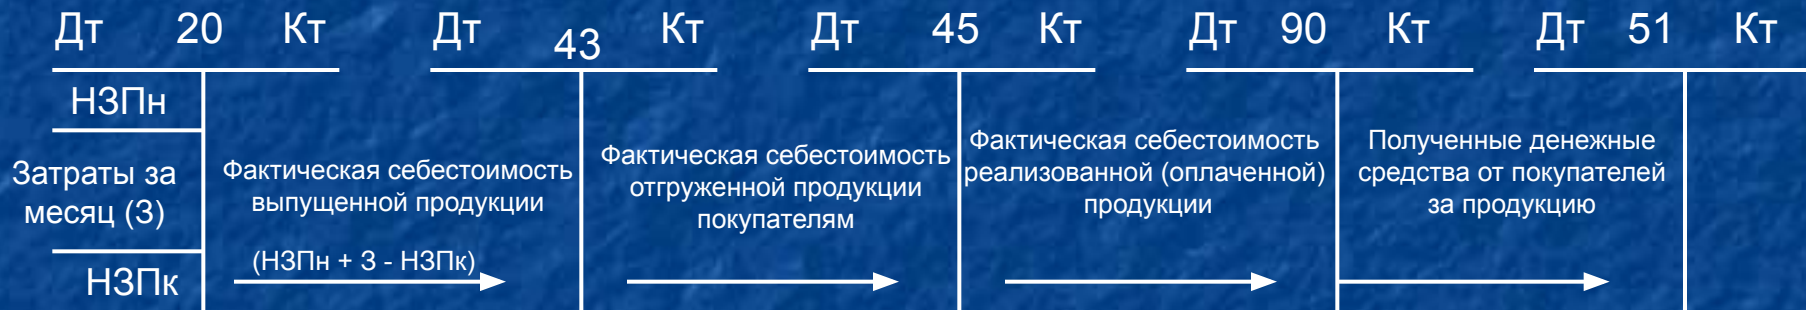 Дт 20 Кт Дт 43 Кт Дт 45 Кт Дт 90 Кт Дт 51 Кт
НЗПн
Затраты за
месяц (З)
НЗПк
Фактическая себестоимость
выпущенной продукции
(НЗПн + З - НЗПк)
Фактическая себестоимость
отгруженной продукции
покупателям
Фактическая себестоимость
реализованной (оплаченной)
продукции
Полученные денежные
средства от покупателей
за продукцию